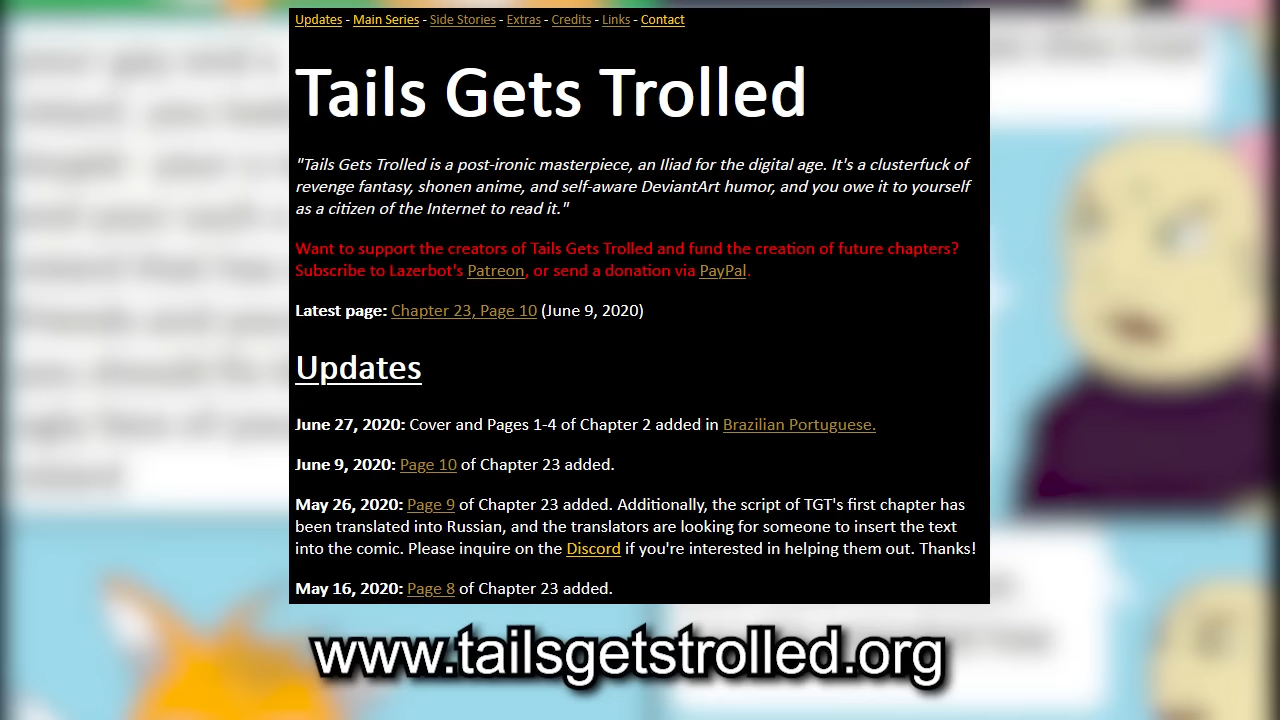 Updates - Main Series - Side Stories - Extras - Credits - Links - Contact
Tails Gets Trolled
"Tails Gets Trolled is a post-ironic masterpiece, an Iliad for the digital age. It's a clusterfuck of
revenge fantasy, shonen anime, and self-aware DeviantArt humor, and you owe it to yourself
as a citizen of the Internet to read it."
Want to support the creators of Tails Gets Trolled and fund the creation of future chapters?
Subscribe to Lazerbot's Patreon, or send a donation via PayPal.
Latest page: Chapter 23, Page 10 (June 9, 2020)
Updates
June 27, 2020: Cover and Pages 1-4 of Chapter 2 added in Brazilian Portuguese.
June 9, 2020: Page 10 of Chapter 23 added.
May 26, 2020: Page 9 of Chapter 23 added. Additionally, the script of TGT's first chapter has
been translated into Russian, and the translators are looking for someone to insert the text
into the comic. Please inquire on the Discord if you're interested in helping them out. Thanks!
May 16, 2020: Page 8 of Chapter 23 added.
www.tailsgetstrolled.org